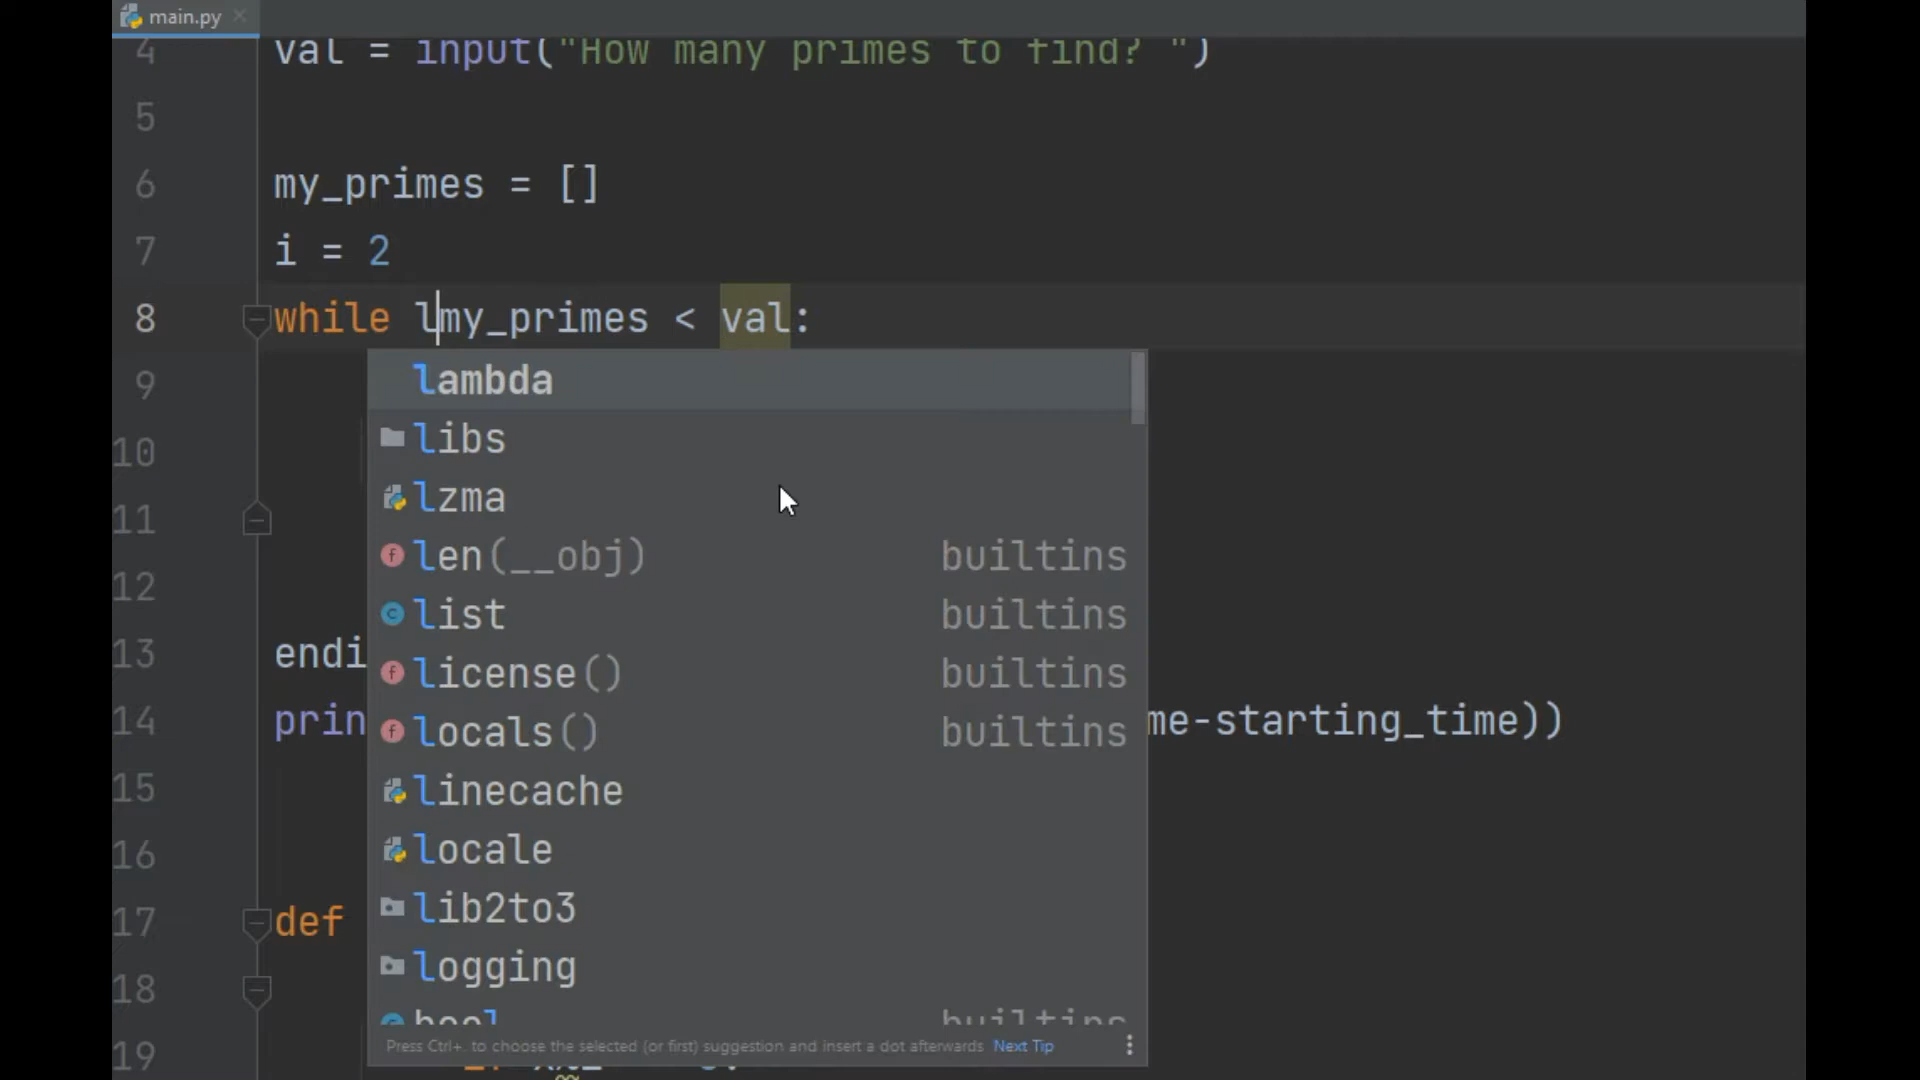 main.py
4 val = input("How many primes to find? ")
5
6 my_primes = []
7 i = 2
8 while lmy_primes < val:
9 lambda
libs
10
lzma
11
len(__obj) builtins
12
list builtins
13 endi
license() builtins
14 prin me-starting_time))
locals() builtins
15
linecache
16
locale
17 def
lib2to3
18
logging
bool builtins
19
Press Ctrl+. to choose the selected (or first) suggestion and insert a dot afterwards Next Tip